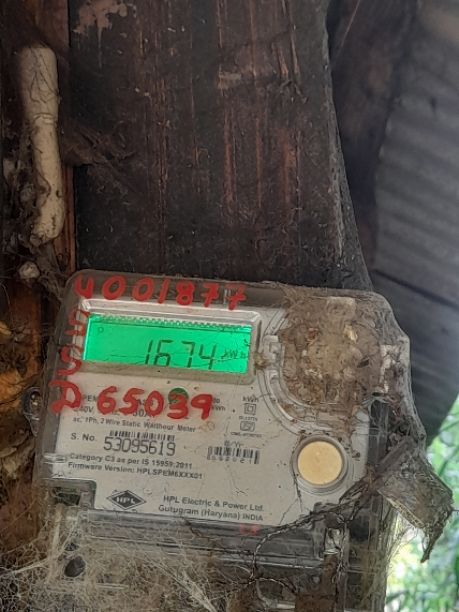 4001877
1674 kWh
D 65039
240V,
ac, 1Ph, 2 Wire Static Watthour Meter
S. No. 53095619
Category C3 as per IS 15959:2011
Firmware Version: HPLSPEM6XXX01
HPL
HPL Electric & Power Ltd.
Gurugram (Haryana) INDIA